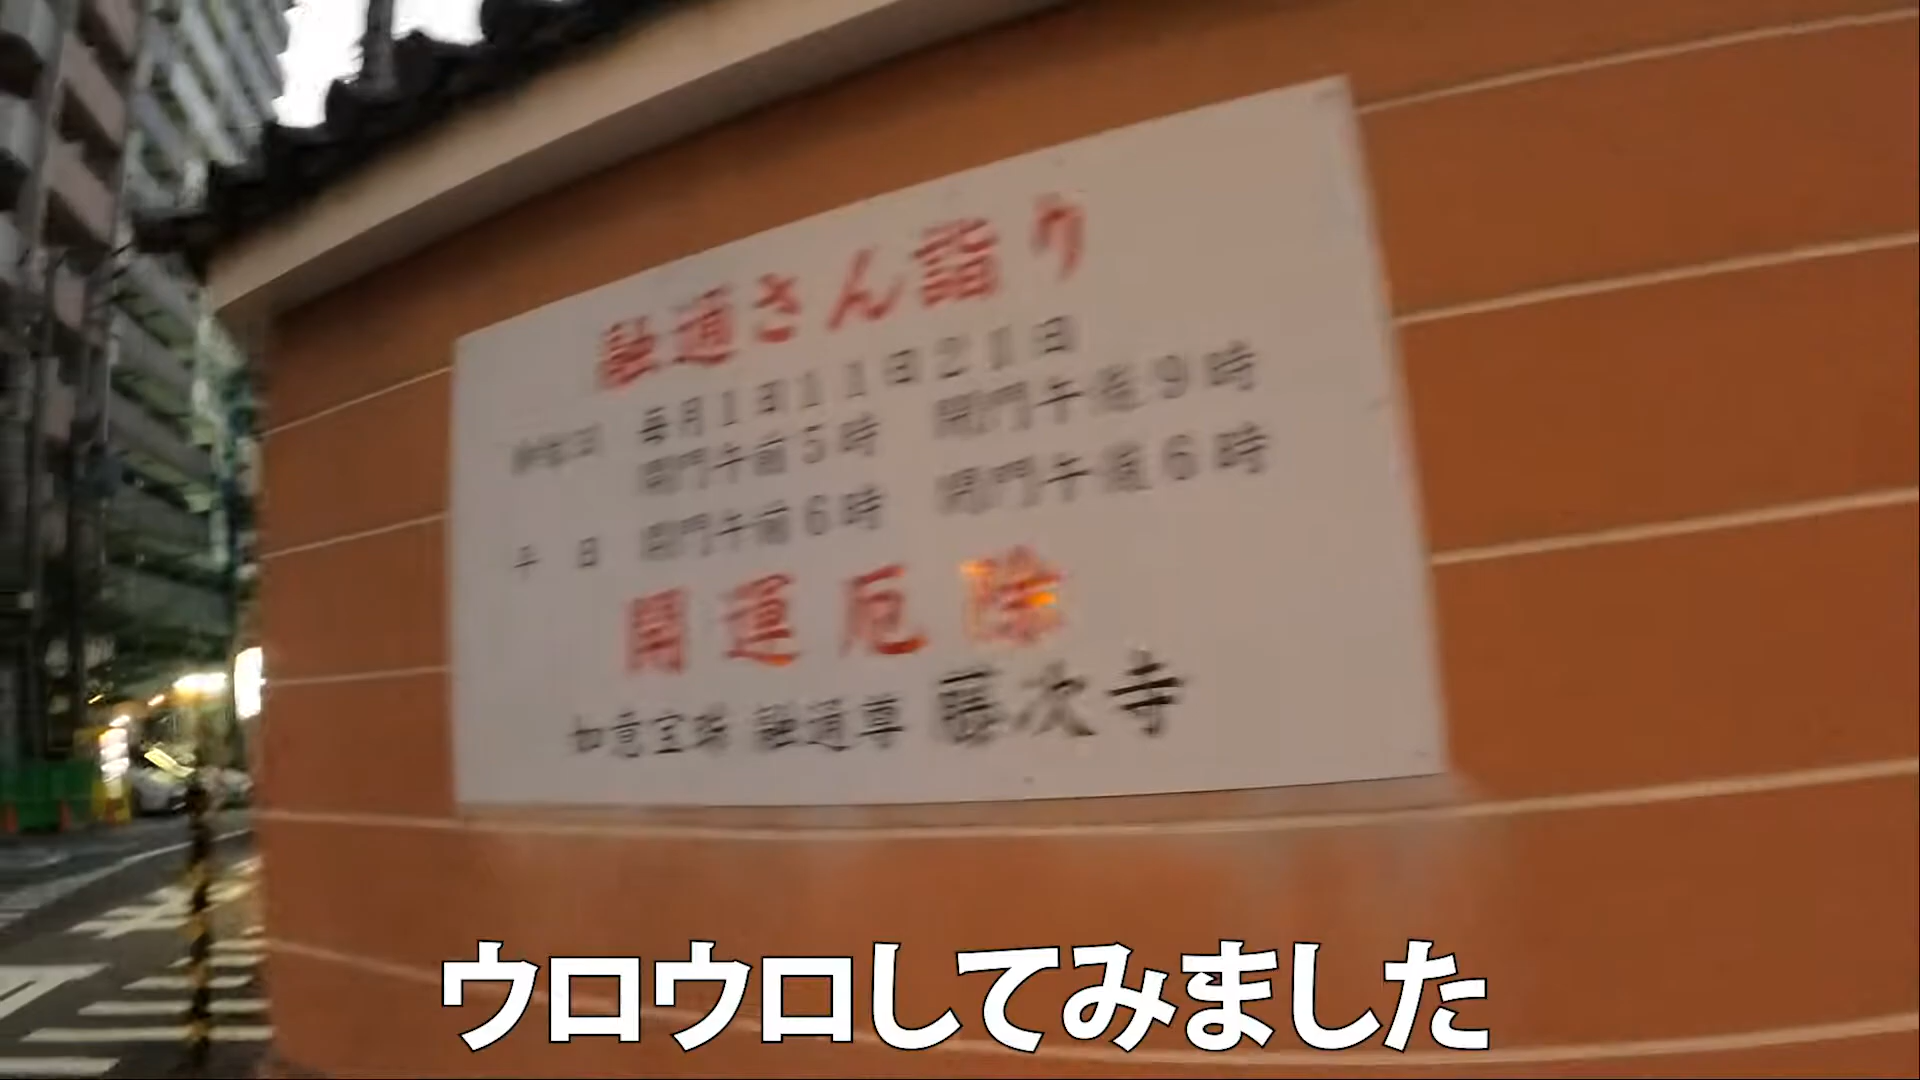 融通さん詣り
毎月1日11日21日
開門午前5時 閉門午後9時
平日 開門午前6時 閉門午後6時
開運厄除
如意宝珠 融通尊 藤次寺
ウロウロしてみました